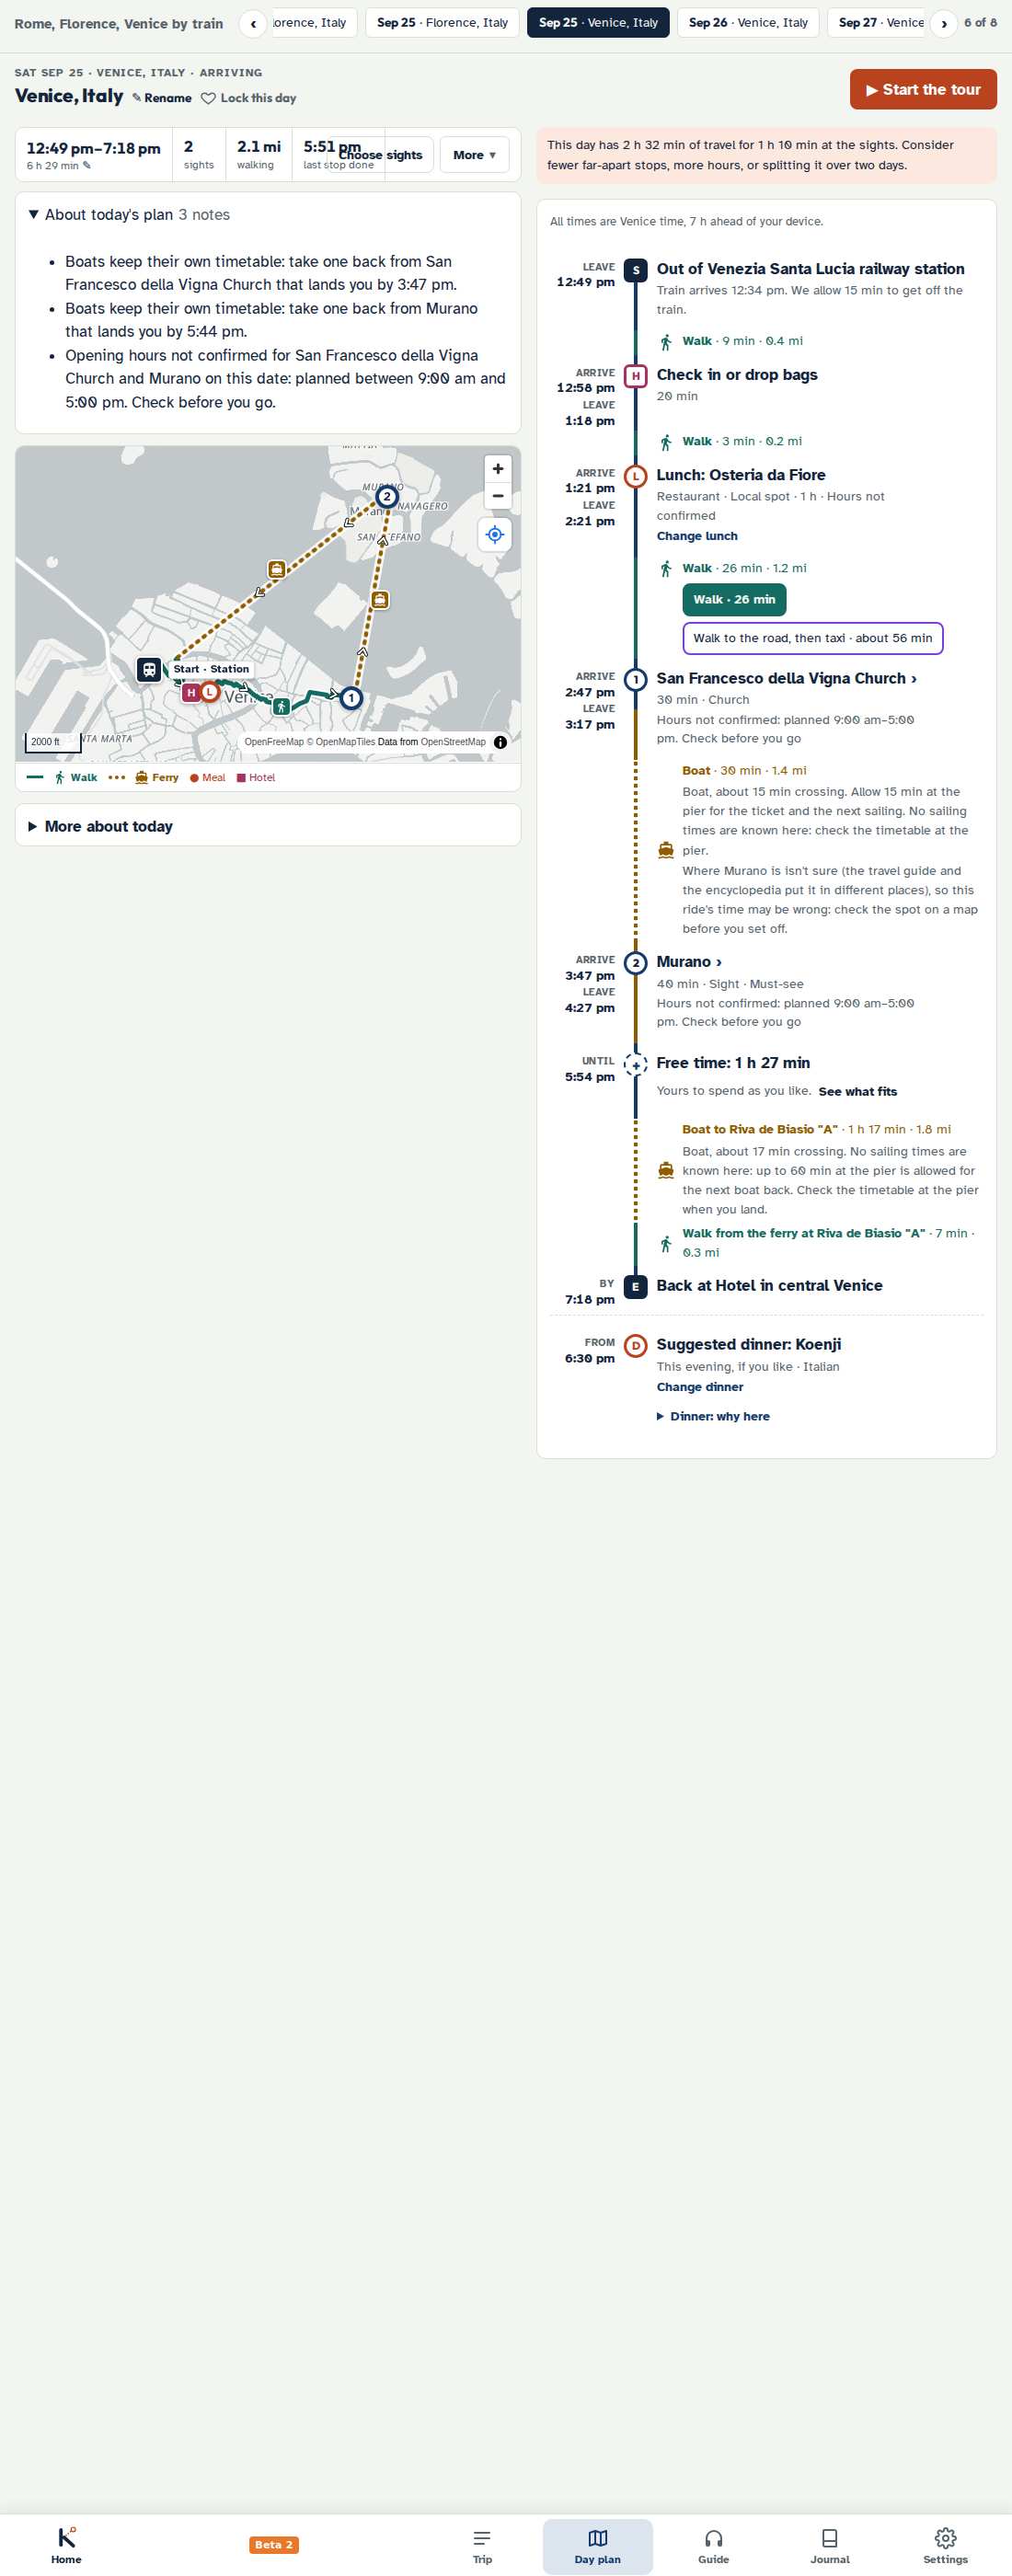 Rome, Florence, Venice by train
‹
lorence, Italy
Sep 25 · Florence, Italy
Sep 25 · Venice, Italy
Sep 26 · Venice, Italy
Sep 27 · Venice
›
6 of 8
SAT SEP 25 · VENICE, ITALY · ARRIVING
Venice, Italy
✎ Rename
Lock this day
▶ Start the tour
12:49 pm–7:18 pm
6 h 29 min ✎
2
sights
2.1 mi
walking
5:51 pm
last stop done
Choose sights
More ▾
▼ About today's plan 3 notes
• Boats keep their own timetable: take one back from San
Francesco della Vigna Church that lands you by 3:47 pm.
• Boats keep their own timetable: take one back from Murano
that lands you by 5:44 pm.
• Opening hours not confirmed for San Francesco della Vigna
Church and Murano on this date: planned between 9:00 am and
5:00 pm. Check before you go.
2
NAVAGERO
+
−
Start · Station
H
L
1
2000 ft
NTA MARTA
OpenFreeMap © OpenMapTiles Data from OpenStreetMap
Walk
Ferry
Meal
Hotel
▶ More about today
This day has 2 h 32 min of travel for 1 h 10 min at the sights. Consider
fewer far-apart stops, more hours, or splitting it over two days.
All times are Venice time, 7 h ahead of your device.
LEAVE
12:49 pm
S
Out of Venezia Santa Lucia railway station
Train arrives 12:34 pm. We allow 15 min to get off the
train.
Walk · 9 min · 0.4 mi
ARRIVE
12:58 pm
LEAVE
1:18 pm
H
Check in or drop bags
20 min
Walk · 3 min · 0.2 mi
ARRIVE
1:21 pm
LEAVE
2:21 pm
L
Lunch: Osteria da Fiore
Restaurant · Local spot · 1 h · Hours not
confirmed
Change lunch
Walk · 26 min · 1.2 mi
Walk · 26 min
Walk to the road, then taxi · about 56 min
ARRIVE
2:47 pm
LEAVE
3:17 pm
1
San Francesco della Vigna Church ›
30 min · Church
Hours not confirmed: planned 9:00 am–5:00
pm. Check before you go
Boat · 30 min · 1.4 mi
Boat, about 15 min crossing. Allow 15 min at the
pier for the ticket and the next sailing. No sailing
times are known here: check the timetable at the
pier.
Where Murano is isn't sure (the travel guide and
the encyclopedia put it in different places), so this
ride's time may be wrong: check the spot on a map
before you set off.
ARRIVE
3:47 pm
LEAVE
4:27 pm
2
Murano ›
40 min · Sight · Must-see
Hours not confirmed: planned 9:00 am–5:00
pm. Check before you go
UNTIL
5:54 pm
+
Free time: 1 h 27 min
Yours to spend as you like. See what fits
Boat to Riva de Biasio "A" · 1 h 17 min · 1.8 mi
Boat, about 17 min crossing. No sailing times are
known here: up to 60 min at the pier is allowed for
the next boat back. Check the timetable at the pier
when you land.
Walk from the ferry at Riva de Biasio "A" · 7 min ·
0.3 mi
BY
7:18 pm
E
Back at Hotel in central Venice
FROM
6:30 pm
D
Suggested dinner: Koenji
This evening, if you like · Italian
Change dinner
▶ Dinner: why here
Home
Beta 2
Trip
Day plan
Guide
Journal
Settings